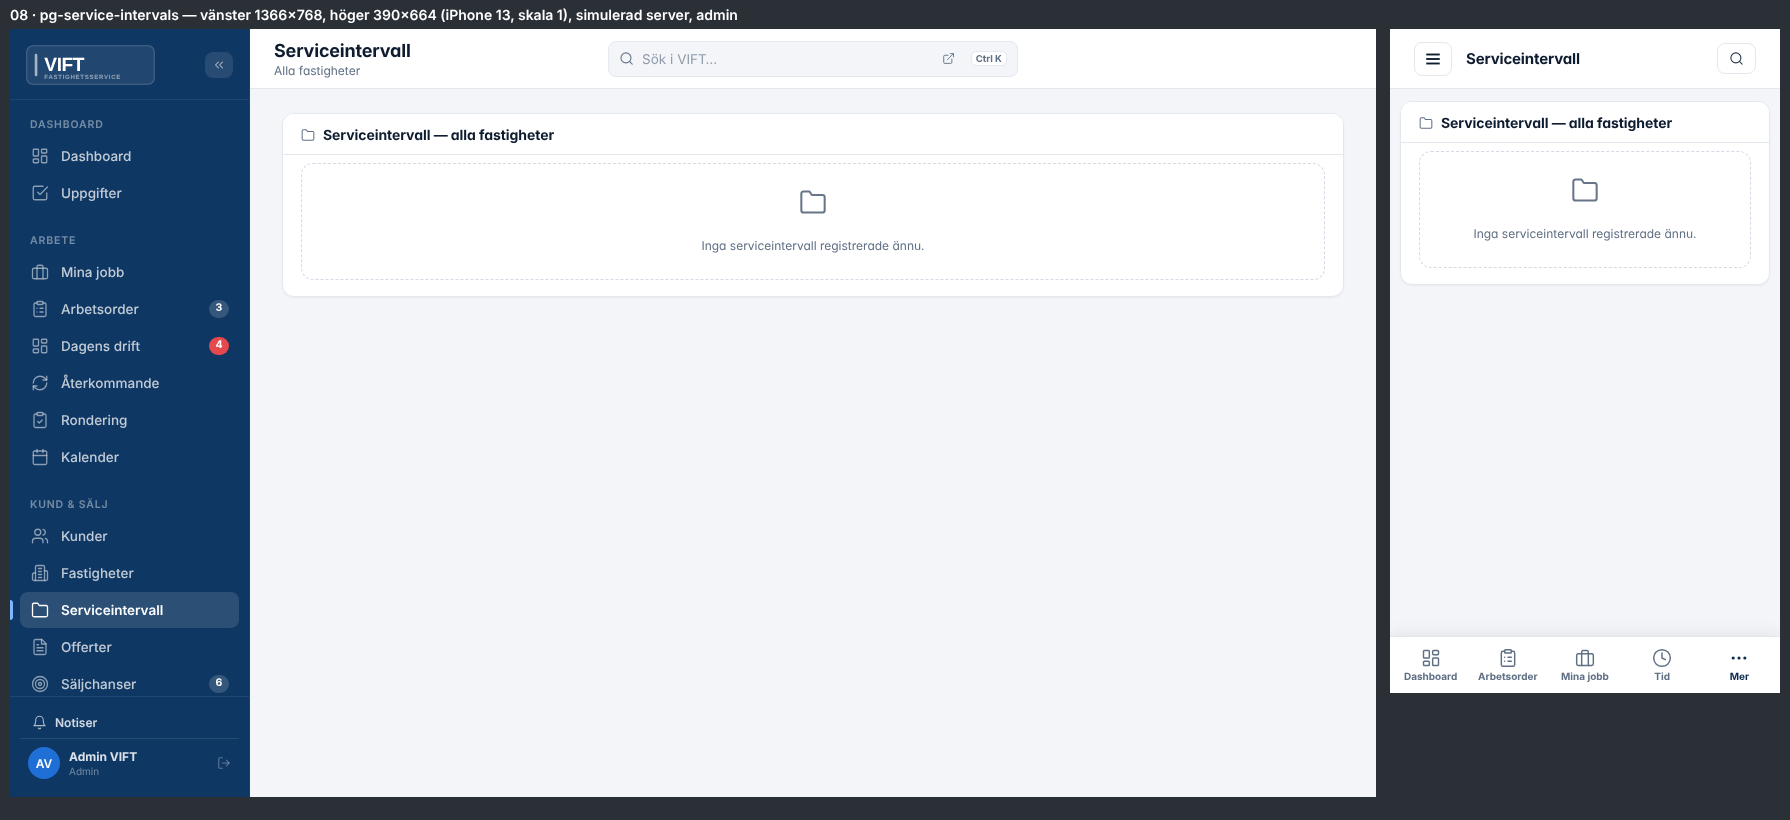 08 · pg-service-intervals — vänster 1366×768, höger 390×664 (iPhone 13, skala 1), simulerad server, admin
VIFT
FASTIGHETSSERVICE
DASHBOARD
Dashboard
Uppgifter
ARBETE
Mina jobb
Arbetsorder 3
Dagens drift 4
Återkommande
Rondering
Kalender
KUND & SÄLJ
Kunder
Fastigheter
Serviceintervall
Offerter
Säljchanser 6
Notiser
AV Admin VIFT
Admin
Serviceintervall
Alla fastigheter
Sök i VIFT... Ctrl K
Serviceintervall — alla fastigheter
Inga serviceintervall registrerade ännu.
Serviceintervall
Serviceintervall — alla fastigheter
Inga serviceintervall registrerade ännu.
Dashboard Arbetsorder Mina jobb Tid Mer